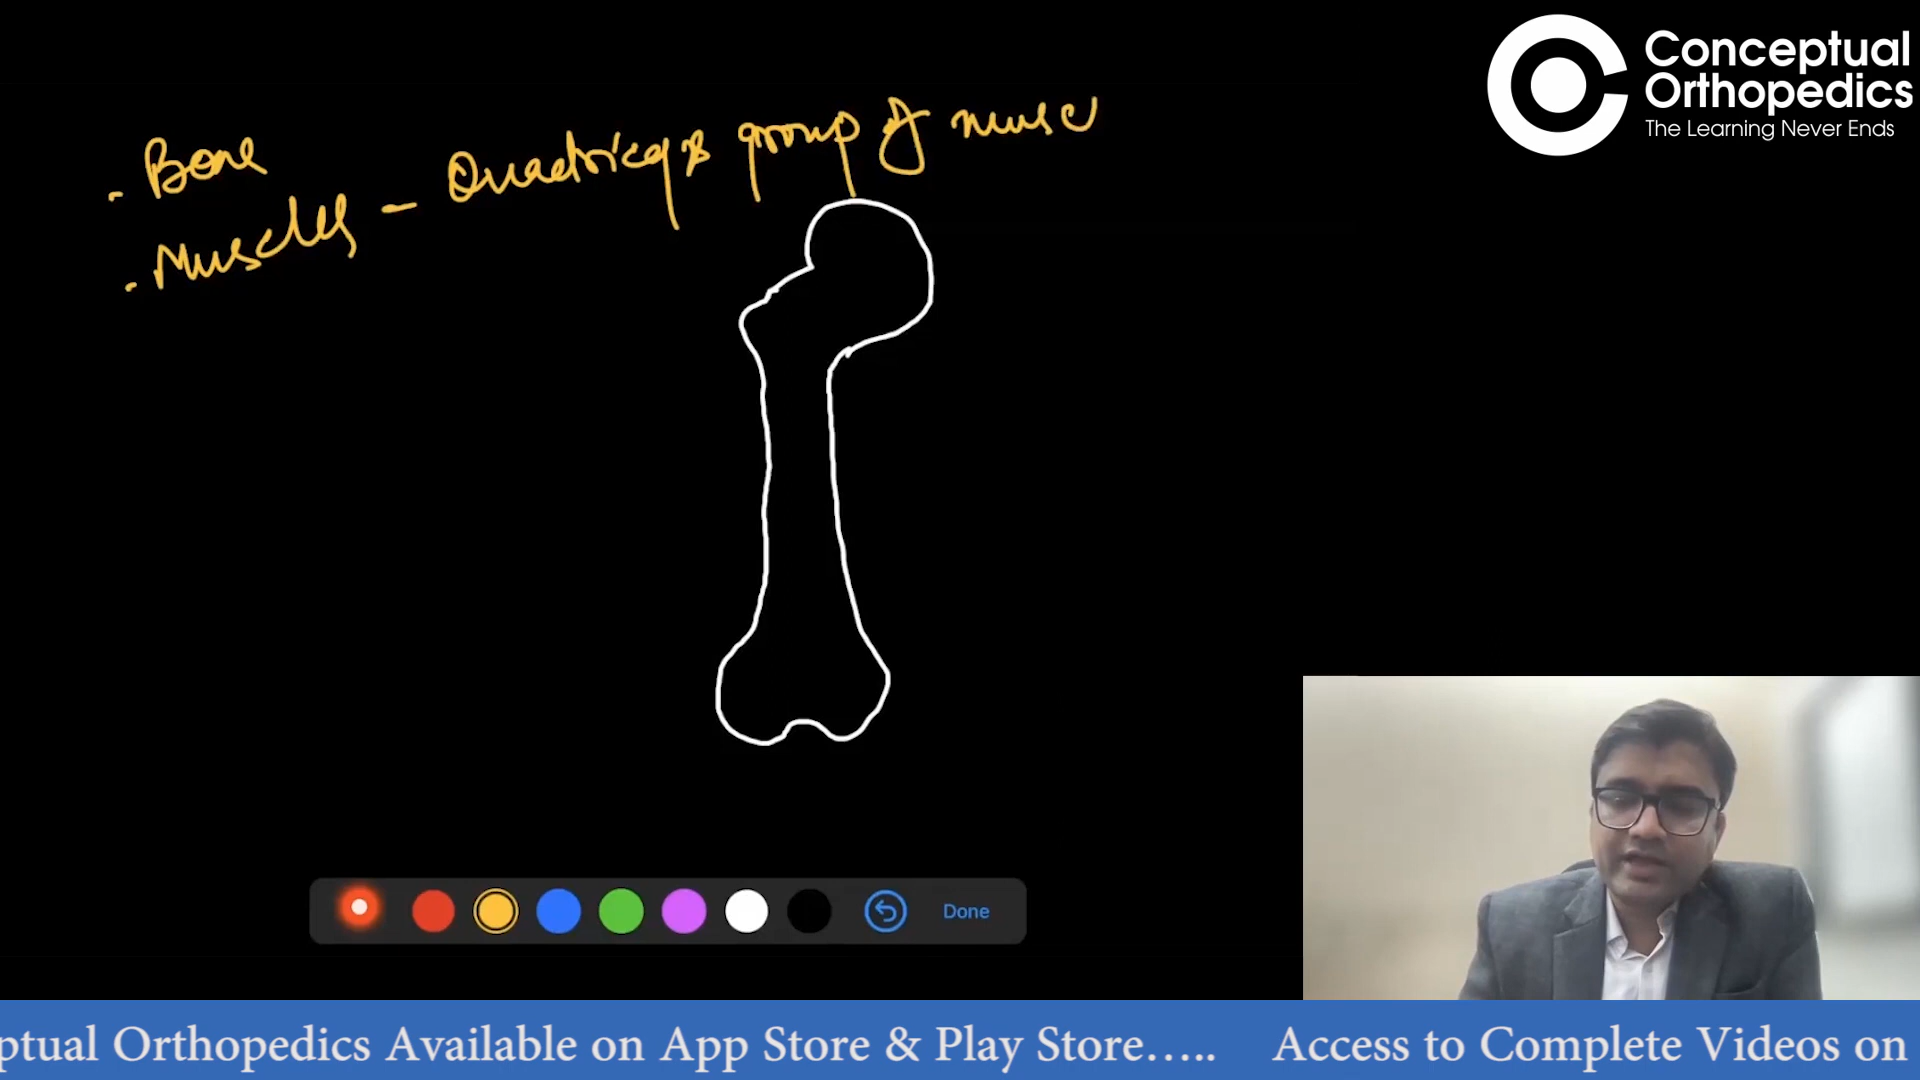 Conceptual
Orthopedics
The Learning Never Ends
. Bone
. Muscles - Quadriceps group of musc
Done
ptual Orthopedics Available on App Store & Play Store..... Access to Complete Videos on